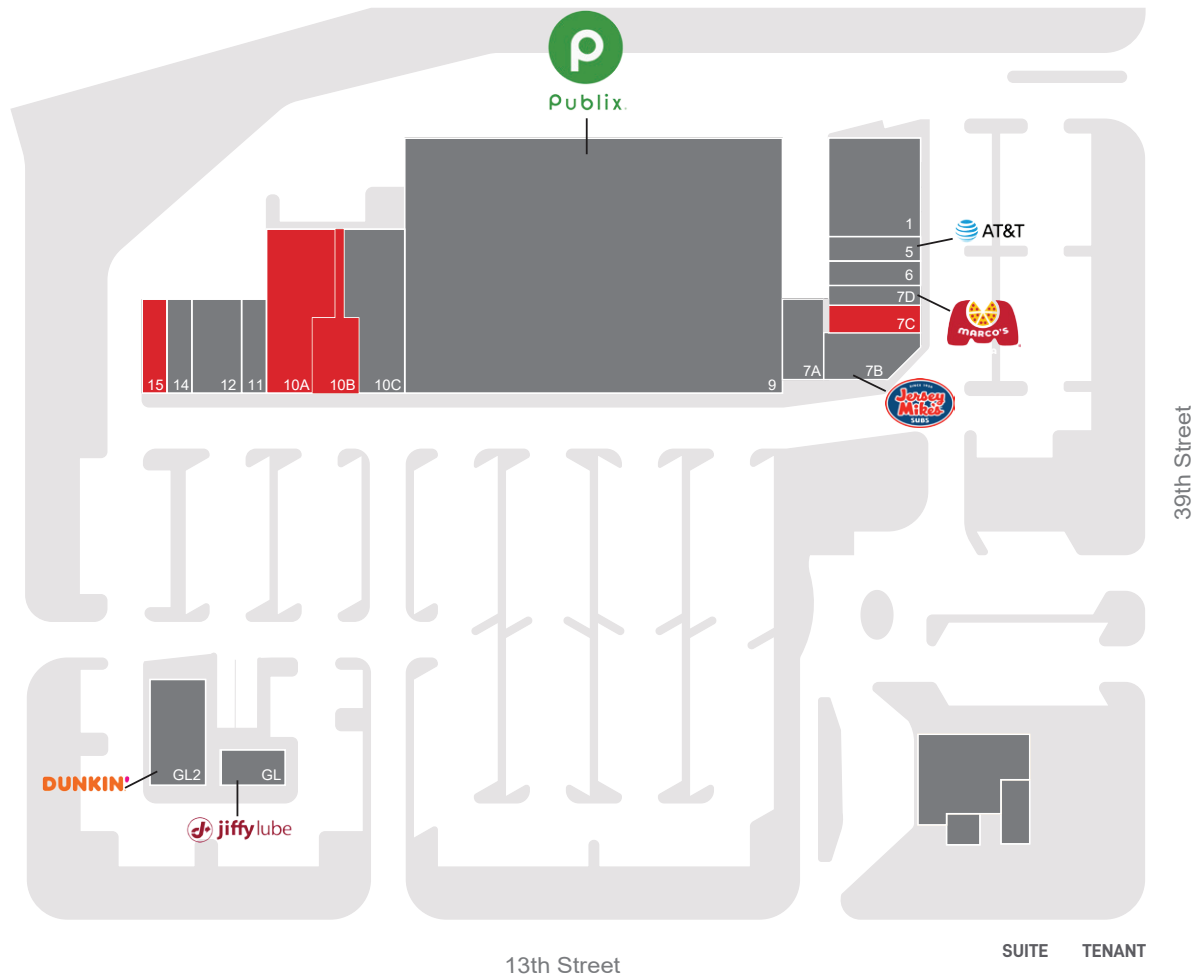 Publix.
1
AT&T
5
6
7D
MARCO'S
7C
15
14
12
11
10A
10B
10C
9
7A
7B
SINCE 1956
Jersey
Mike's
SUBS
39th Street
GL2
GL
DUNKIN'
jiffy lube
SUITE
TENANT
13th Street